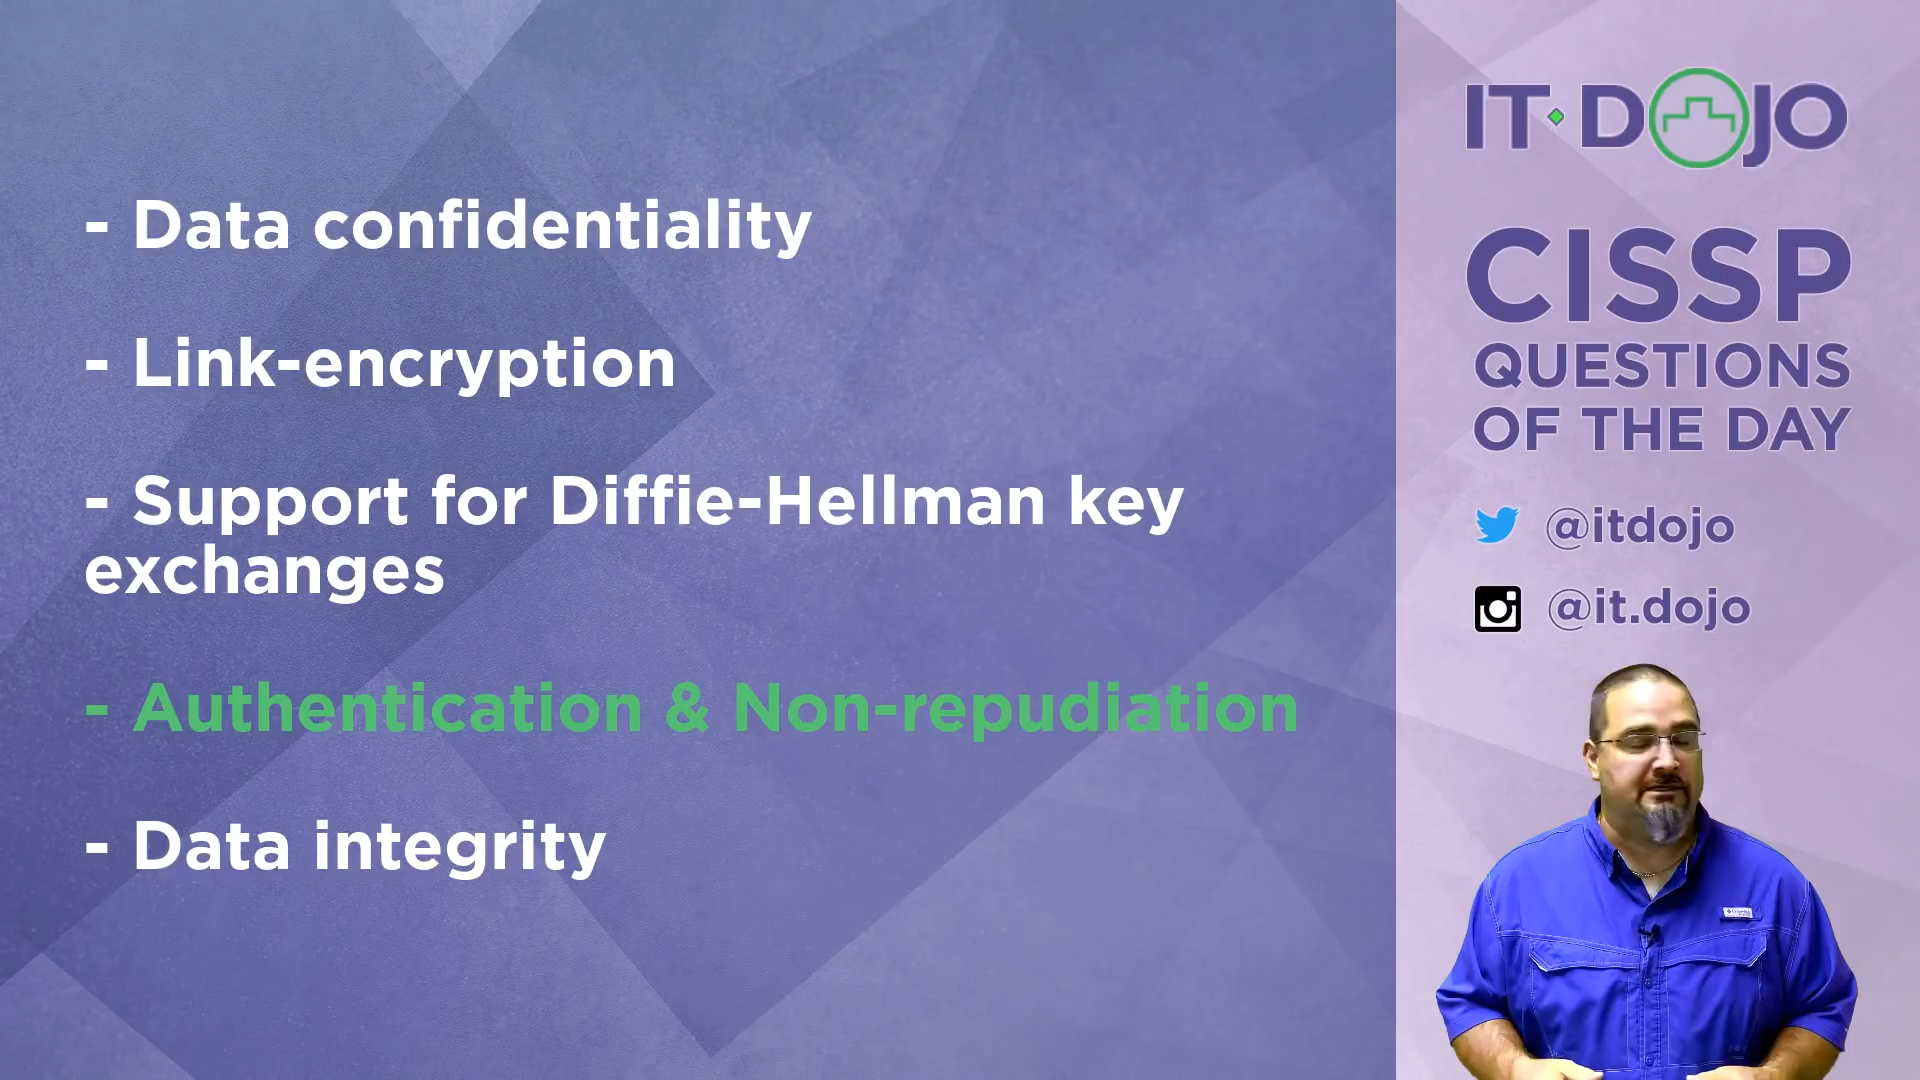 - Data confidentiality
- Link-encryption
- Support for Diffie-Hellman key
exchanges
- Authentication & Non-repudiation
- Data integrity
IT DOJO
CISSP
QUESTIONS
OF THE DAY
@itdojo
@it.dojo